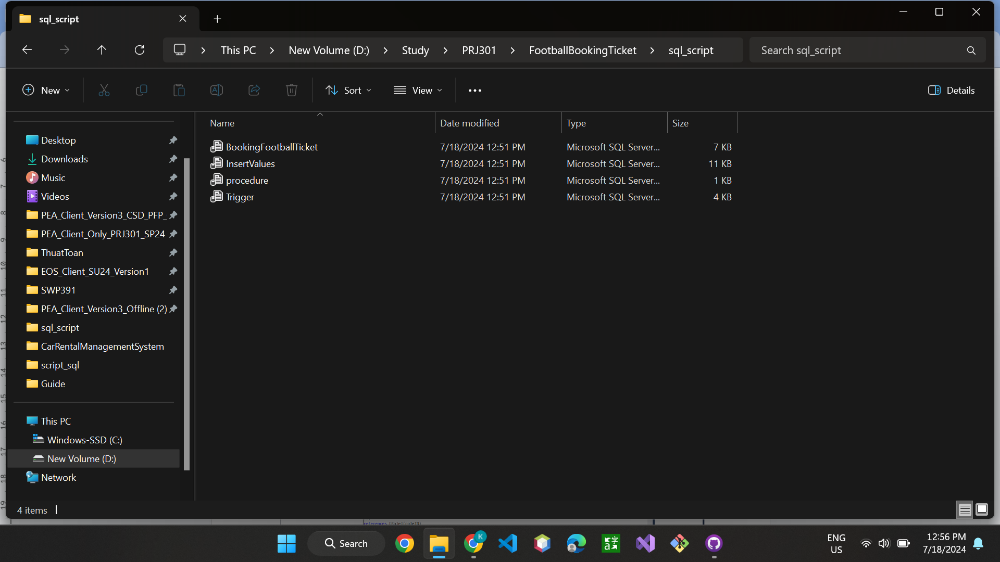 sql_script
This PC
New Volume (D:)
Study
PRJ301
FootballBookingTicket
sql_script
Search sql_script
New
Sort
View
Details
Name
Date modified
Type
Size
BookingFootballTicket 7/18/2024 12:51 PM Microsoft SQL Server... 7 KB
InsertValues 7/18/2024 12:51 PM Microsoft SQL Server... 11 KB
procedure 7/18/2024 12:51 PM Microsoft SQL Server... 1 KB
Trigger 7/18/2024 12:51 PM Microsoft SQL Server... 4 KB
Desktop
Downloads
Music
Videos
PEA_Client_Version3_CSD_PFP_
PEA_Client_Only_PRJ301_SP24
ThuatToan
EOS_Client_SU24_Version1
SWP391
PEA_Client_Version3_Offline (2)
sql_script
CarRentalManagementSystem
script_sql
Guide
This PC
Windows-SSD (C:)
New Volume (D:)
Network
4 items
Search
K
ENG
US
12:56 PM
7/18/2024